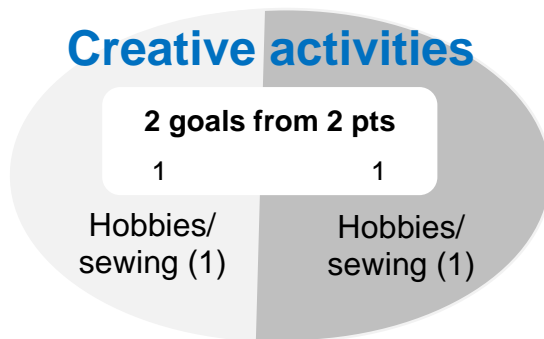 Creative activities
2 goals from 2 pts
1 1
Hobbies/ Hobbies/
sewing (1) sewing (1)